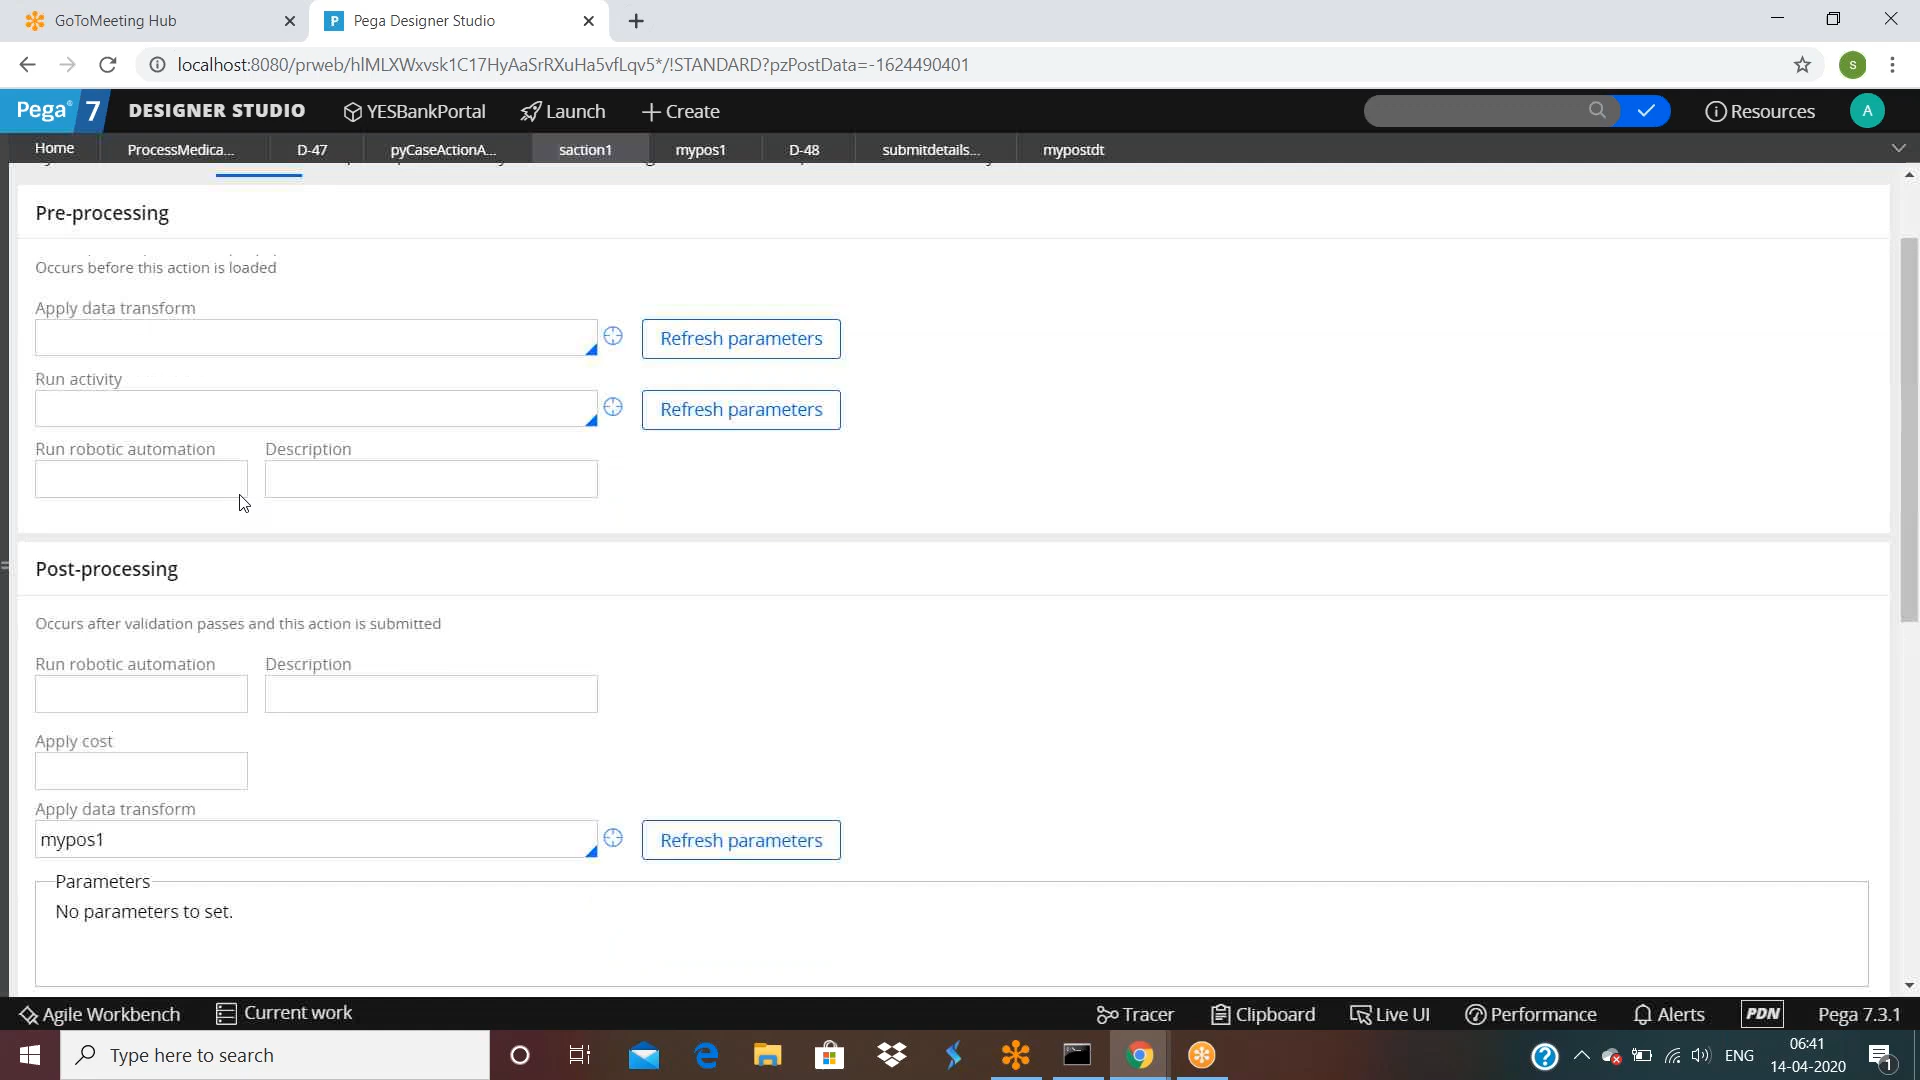 GoToMeeting Hub
Pega Designer Studio
localhost:8080/prweb/hIMLXWxvsk1C17HyAaSrRXuHa5vfLqv5*/!STANDARD?pzPostData=-1624490401
S
Pega 7 DESIGNER STUDIO YESBankPortal Launch Create Resources A
Home ProcessMedica... D-47 pyCaseActionA... saction1 mypos1 D-48 submitdetails... mypostdt
Pre-processing
Occurs before this action is loaded
Apply data transform
Refresh parameters
Run activity
Refresh parameters
Run robotic automation Description
Post-processing
Occurs after validation passes and this action is submitted
Run robotic automation Description
Apply cost
Apply data transform
mypos1 Refresh parameters
Parameters
No parameters to set.
Agile Workbench Current work Tracer Clipboard Live UI Performance Alerts PDN Pega 7.3.1
Type here to search
ENG
06:41
14-04-2020
1